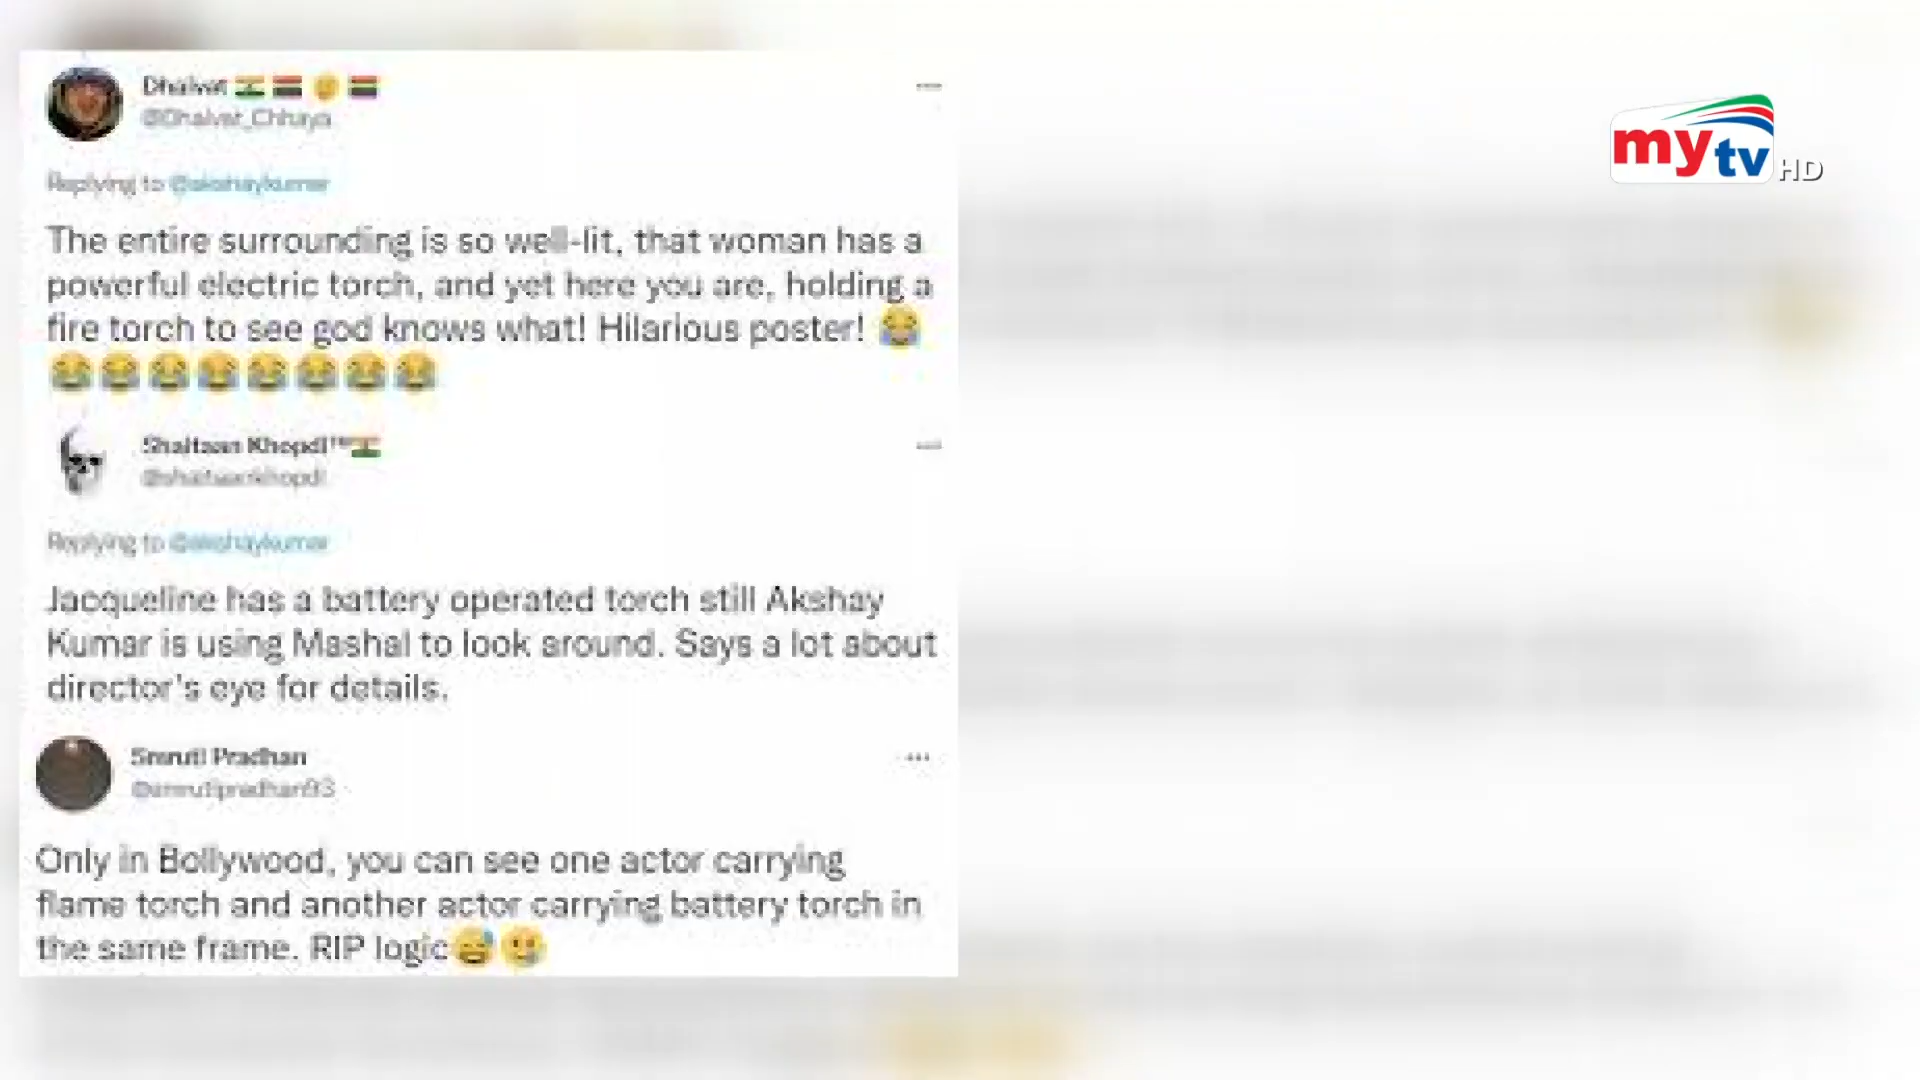 Dhaivat
@Dhaivat_Chhaya
Replying to @akshaykumar
The entire surrounding is so well-lit, that woman has a
powerful electric torch, and yet here you are, holding a
fire torch to see god knows what! Hilarious poster! 😂
😂😂😂😂😂😂😂😂
Shaitaan Khopdi™
@shaitaankhopdi
Replying to @akshaykumar
Jacqueline has a battery operated torch still Akshay
Kumar is using Mashal to look around. Says a lot about
director's eye for details.
Smruti Pradhan
@smrutipradhan93
Only in Bollywood, you can see one actor carrying
flame torch and another actor carrying battery torch in
the same frame. RIP logic
my tv HD